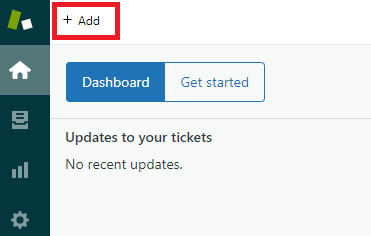 + Add
Dashboard Get started
Updates to your tickets
No recent updates.